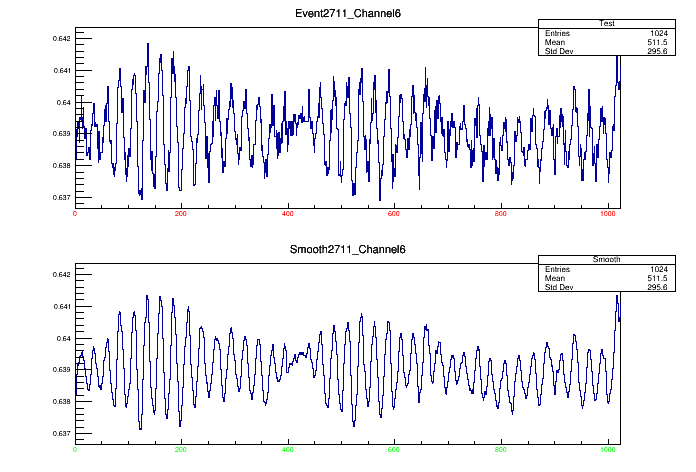 Event2711_Channel6
Test
Entries 1024
Mean 511.5
Std Dev 295.6
0.642
0.641
0.64
0.639
0.638
0.637
0 200 400 600 800 1000
Smooth2711_Channel6
Smooth
Entries 1024
Mean 511.5
Std Dev 295.6
0.642
0.641
0.64
0.639
0.638
0.637
0 200 400 600 800 1000